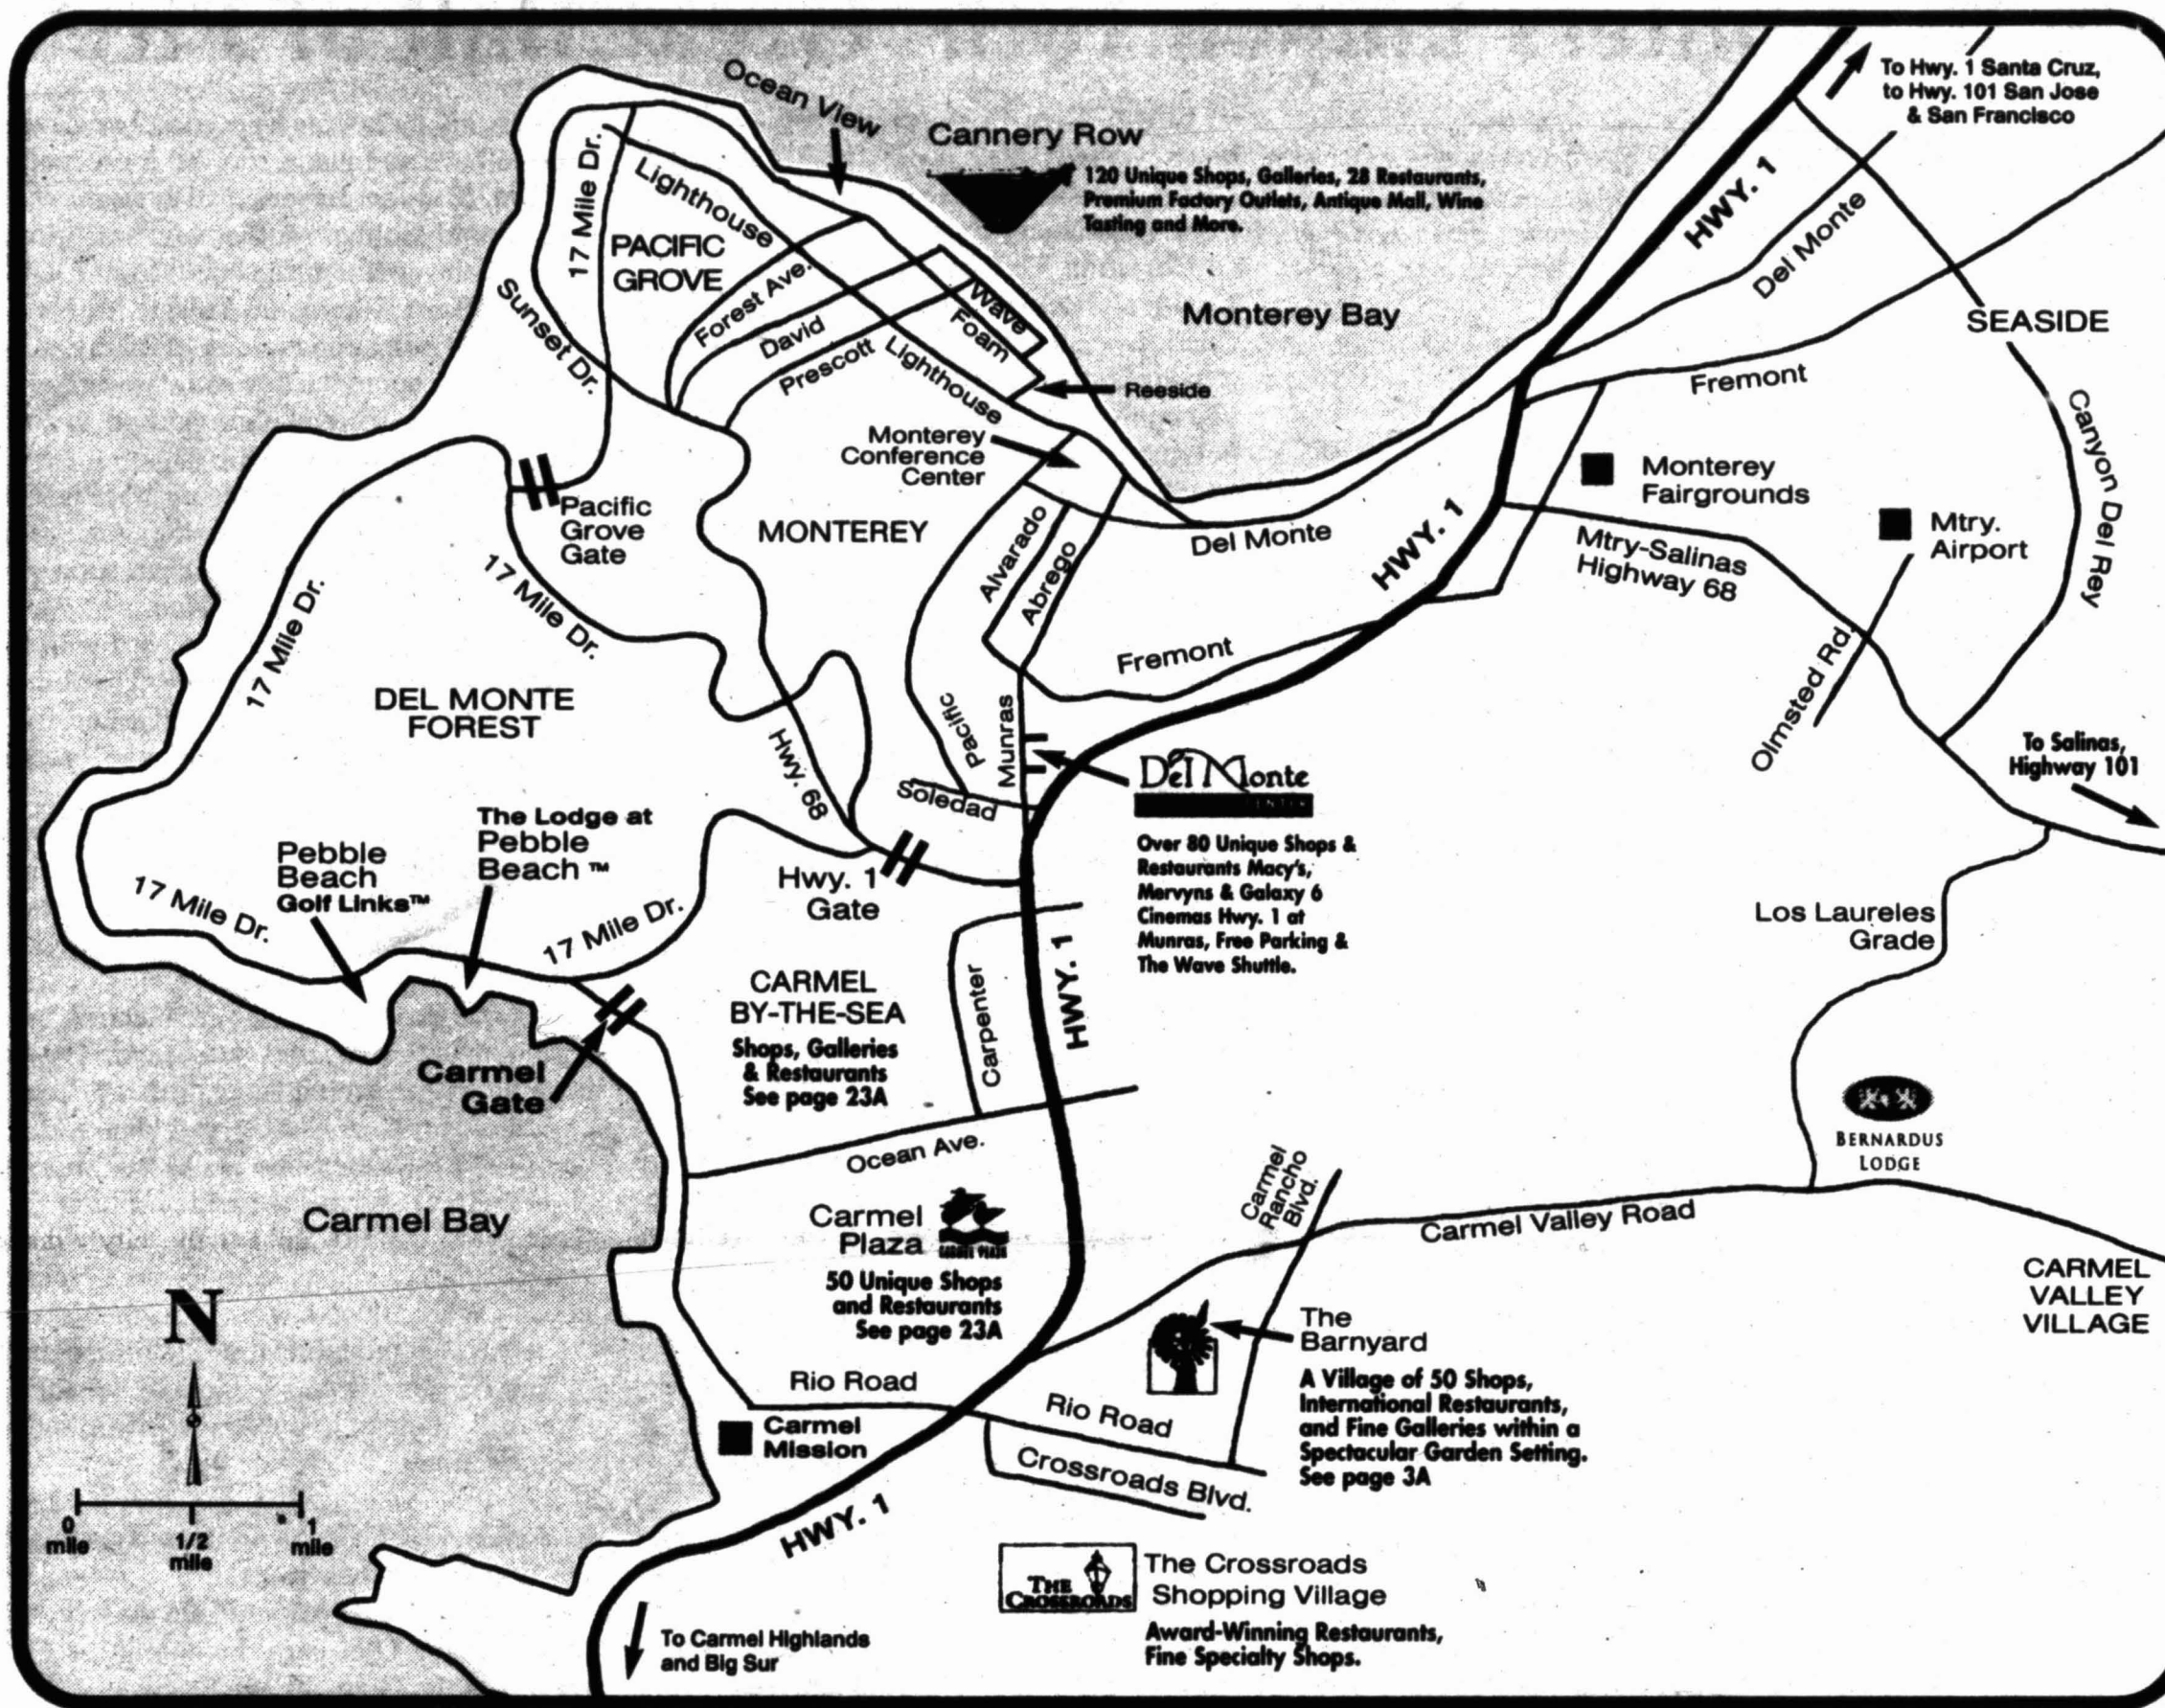 Ocean View
Cannery Row
120 Unique Shops, Galleries, 28 Restaurants,
Premium Factory Outlets, Antique Mall, Wine
Tasting and More.
To Hwy. 1 Santa Cruz,
to Hwy. 101 San Jose
& San Francisco
HWY. 1
Del Monte
17 Mile Dr.
Lighthouse
PACIFIC
GROVE
Sunset Dr.
Forest Ave.
David
Prescott
Lighthouse
Wave
Foam
Reeside
Monterey Bay
SEASIDE
Fremont
Canyon Del Rey
Monterey
Conference
Center
Monterey
Fairgrounds
Mtry.
Airport
Pacific
Grove
Gate
MONTEREY
Alvarado
Abrego
Del Monte
HWY. 1
Mtry-Salinas
Highway 68
17 Mile Dr.
17 Mile Dr.
DEL MONTE
FOREST
Fremont
Olmsted Rd.
Pacific
Munras
Hwy. 68
Soledad
Del Monte
To Salinas,
Highway 101
Over 80 Unique Shops &
Restaurants Macy's,
Mervyns & Galaxy 6
Cinemas Hwy. 1 at
Munras, Free Parking &
The Wave Shuttle.
The Lodge at
Pebble
Beach ™
Pebble
Beach
Golf Links™
17 Mile Dr.
17 Mile Dr.
Hwy. 1
Gate
Los Laureles
Grade
CARMEL
BY-THE-SEA
Shops, Galleries
& Restaurants
See page 23A
Carpenter
HWY. 1
Carmel
Gate
Ocean Ave.
BERNARDUS
LODGE
Carmel
Rancho
Blvd.
Carmel Valley Road
Carmel Bay
Carmel
Plaza
CARMEL PLAZA
50 Unique Shops
and Restaurants
See page 23A
CARMEL
VALLEY
VILLAGE
N
The
Barnyard
A Village of 50 Shops,
International Restaurants,
and Fine Galleries within a
Spectacular Garden Setting.
See page 3A
Rio Road
Rio Road
Carmel
Mission
Crossroads Blvd.
0
mile
1/2
mile
1
mile
HWY. 1
THE
CROSSROADS
The Crossroads
Shopping Village
Award-Winning Restaurants,
Fine Specialty Shops.
To Carmel Highlands
and Big Sur